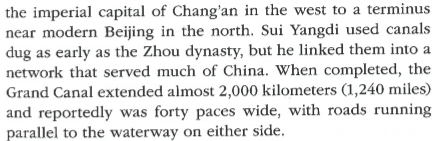 the imperial capital of Chang'an in the west to a terminus
near modern Beijing in the north. Sui Yangdi used canals
dug as early as the Zhou dynasty, but he linked them into a
network that served much of China. When completed, the
Grand Canal extended almost 2,000 kilometers (1,240 miles)
and reportedly was forty paces wide, with roads running
parallel to the waterway on either side.